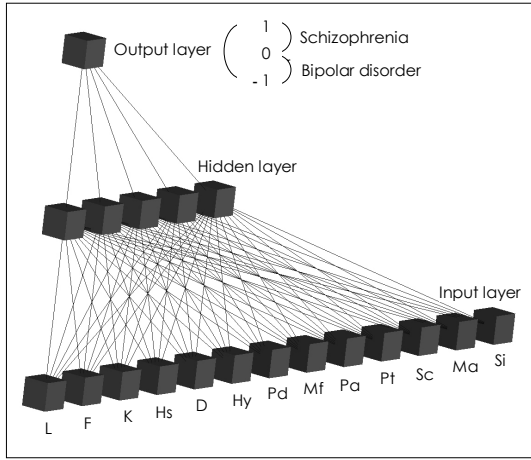 Output layer
1
0
-1
Schizophrenia
Bipolar disorder
Hidden layer
Input layer
L F K Hs D Hy Pd Mf Pa Pt Sc Ma Si